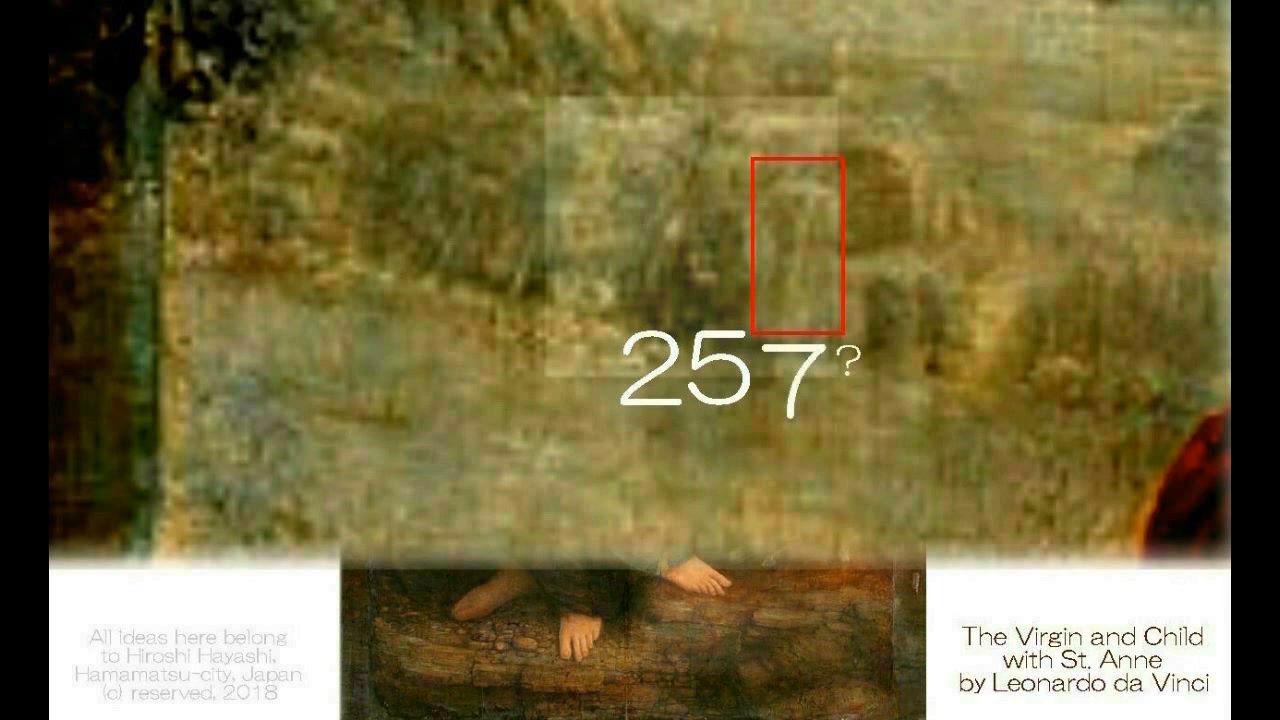 257?
All ideas here belong
to Hiroshi Hayashi,
Hamamatsu-city, Japan
(c) reserved, 2018
The Virgin and Child
with St. Anne
by Leonardo da Vinci